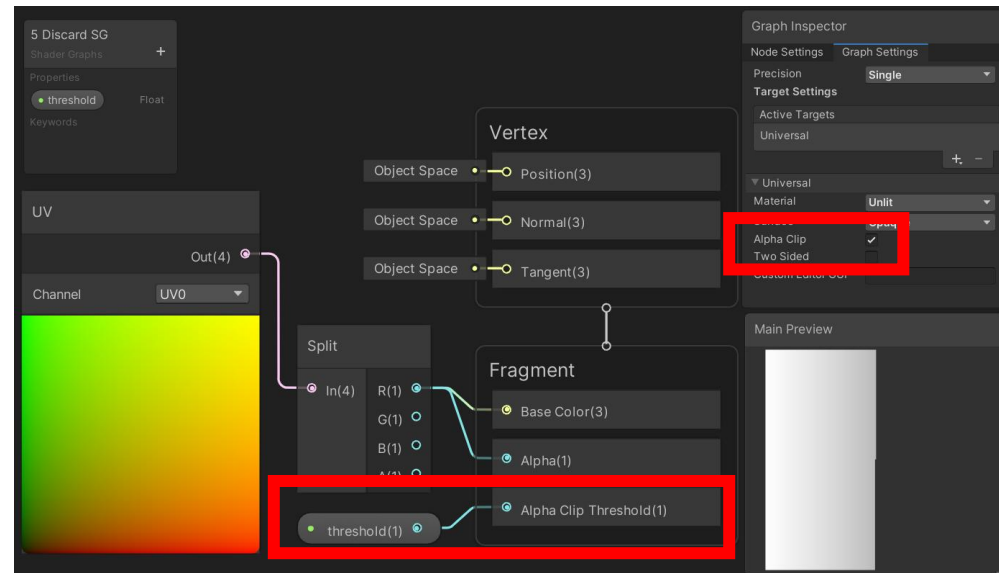 5 Discard SG
Shader Graphs
+
Properties
threshold Float
Keywords
UV
Out(4)
Channel UV0
Split
In(4) R(1)
G(1)
B(1)
A(1)
threshold(1)
Vertex
Object Space Position(3)
Object Space Normal(3)
Object Space Tangent(3)
Fragment
Base Color(3)
Alpha(1)
Alpha Clip Threshold(1)
Graph Inspector
Node Settings Graph Settings
Precision Single
Target Settings
Active Targets
Universal
+ −
Universal
Material Unlit
Alpha Clip
Two Sided
Main Preview